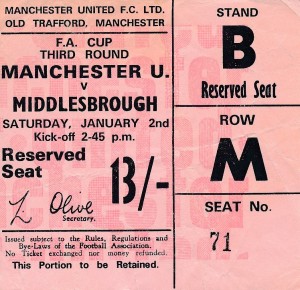 MANCHESTER UNITED F.C. LTD.
OLD TRAFFORD, MANCHESTER
F.A. CUP
THIRD ROUND
MANCHESTER U.
v
MIDDLESBROUGH
SATURDAY, JANUARY 2nd
Kick-off 2-45 p.m.
Reserved
Seat
13/-
L. Olive
Secretary.
Issued subject to the Rules, Regulations and
Bye-Laws of the Football Association.
No Ticket exchanged nor money refunded.
This Portion to be Retained.
STAND
B
Reserved Seat
ROW
M
SEAT No.
71